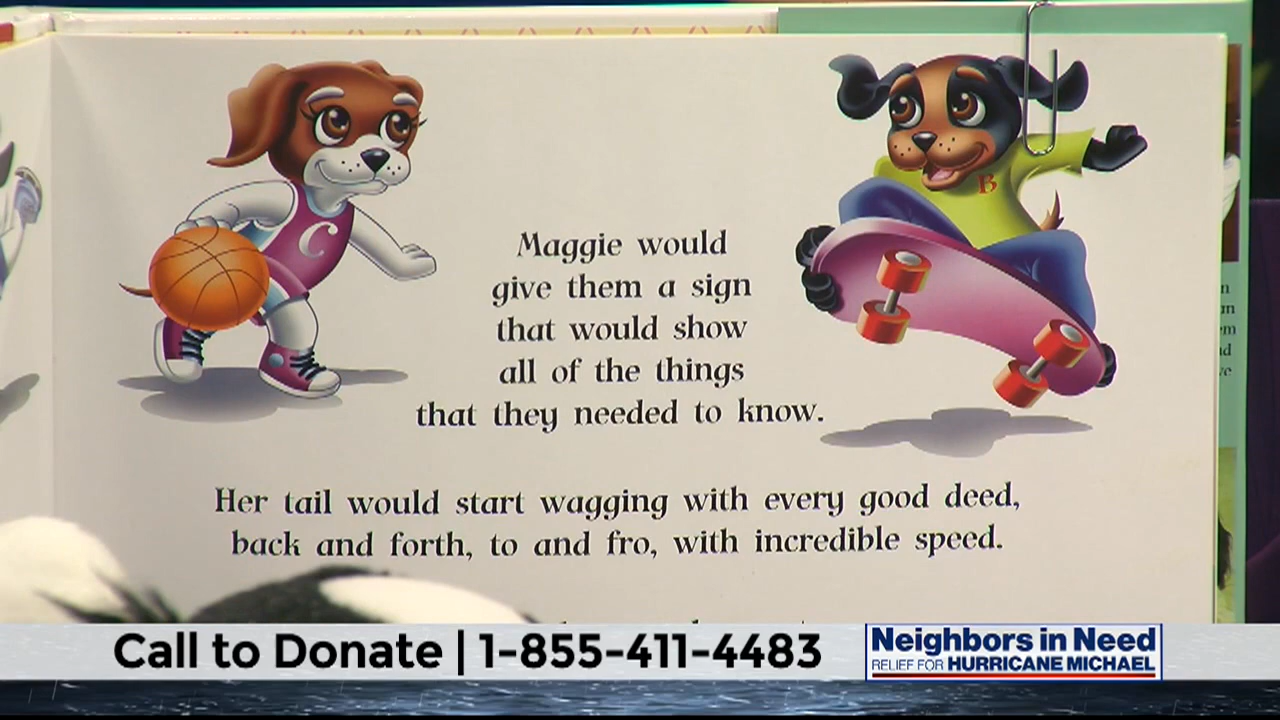 C
B
Maggie would
give them a sign
that would show
all of the things
that they needed to know.
Her tail would start wagging with every good deed,
back and forth, to and fro, with incredible speed.
Call to Donate | 1-855-411-4483
Neighbors in Need
RELIEF FOR HURRICANE MICHAEL